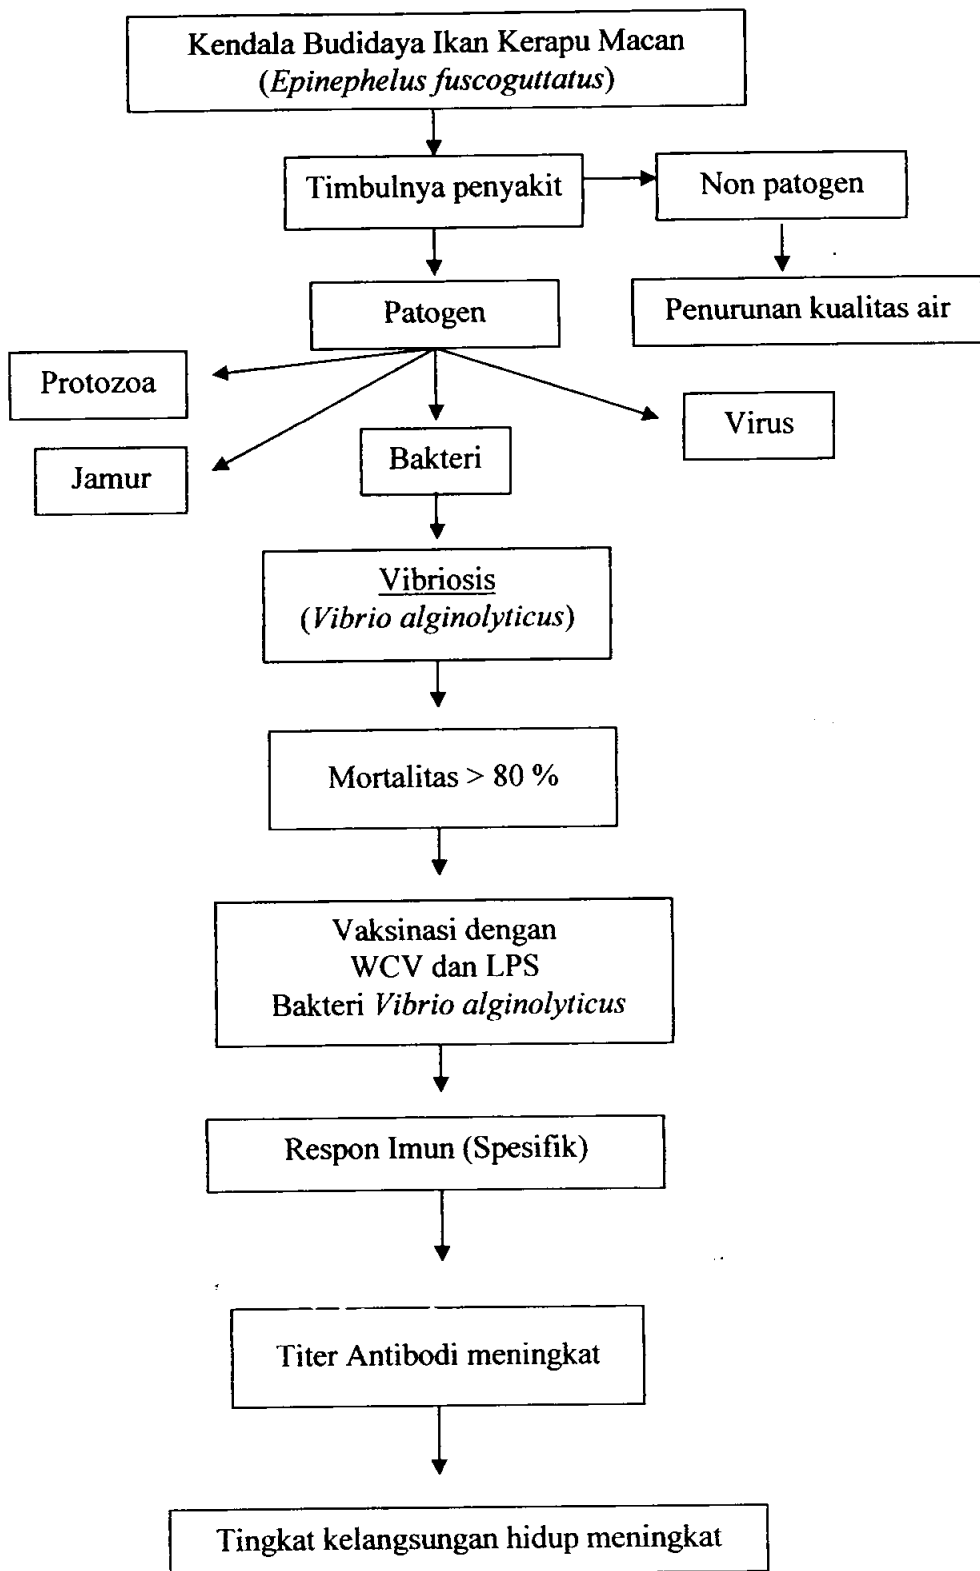 Kendala Budidaya Ikan Kerapu Macan
(Epinephelus fuscoguttatus)
Timbulnya penyakit
Non patogen
Patogen
Penurunan kualitas air
Protozoa
Virus
Jamur
Bakteri
Vibriosis
(Vibrio alginolyticus)
Mortalitas > 80 %
Vaksinasi dengan
WCV dan LPS
Bakteri Vibrio alginolyticus
Respon Imun (Spesifik)
Titer Antibodi meningkat
Tingkat kelangsungan hidup meningkat